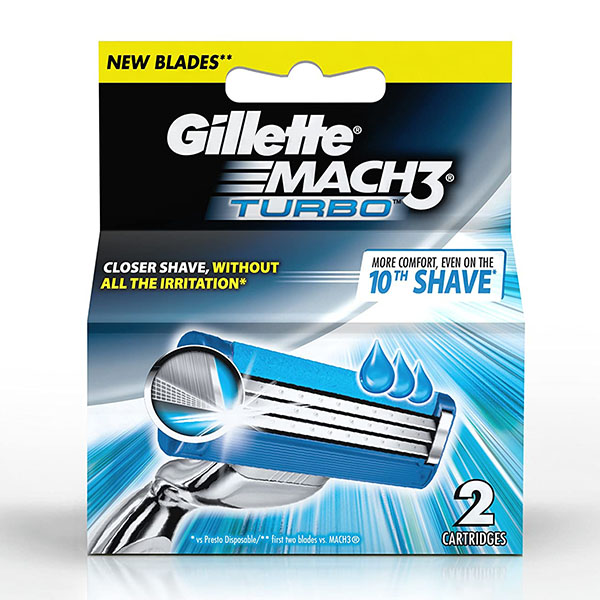 NEW BLADES**
Gillette®
MACH3®
TURBO™
CLOSER SHAVE, WITHOUT
ALL THE IRRITATION*
MORE COMFORT, EVEN ON THE
10TH SHAVE*
2
CARTRIDGES
* vs Presto Disposable/** first two blades vs. MACH3®